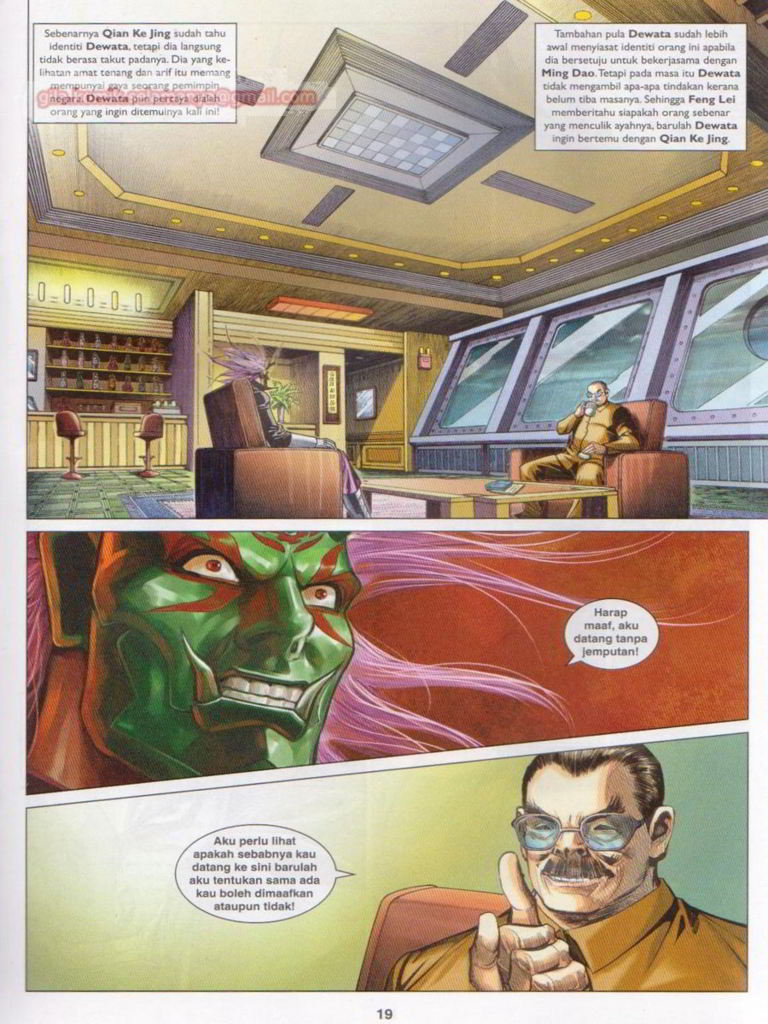 Sebenarnya Qian Ke Jing sudah tahu
identiti Dewata, tetapi dia langsung
tidak berasa takut padanya. Dia yang ke-
lihatan amat tenang dan arif itu memang
mempunyai gaya seorang pemimpin
negara. Dewata pun percaya dialah
orang yang ingin ditemuinya kali ini!
Tambahan pula Dewata sudah lebih
awal menyiasat identiti orang ini apabila
dia bersetuju untuk bekerjasama dengan
Ming Dao. Tetapi pada masa itu Dewata
tidak mengambil apa-apa tindakan kerana
belum tiba masanya. Sehingga Feng Lei
memberitahu siapakah orang sebenar
yang menculik ayahnya, barulah Dewata
ingin bertemu dengan Qian Ke Jing.
Harap
maaf, aku
datang tanpa
jemputan!
Aku perlu lihat
apakah sebabnya kau
datang ke sini barulah
aku tentukan sama ada
kau boleh dimaafkan
ataupun tidak!
19